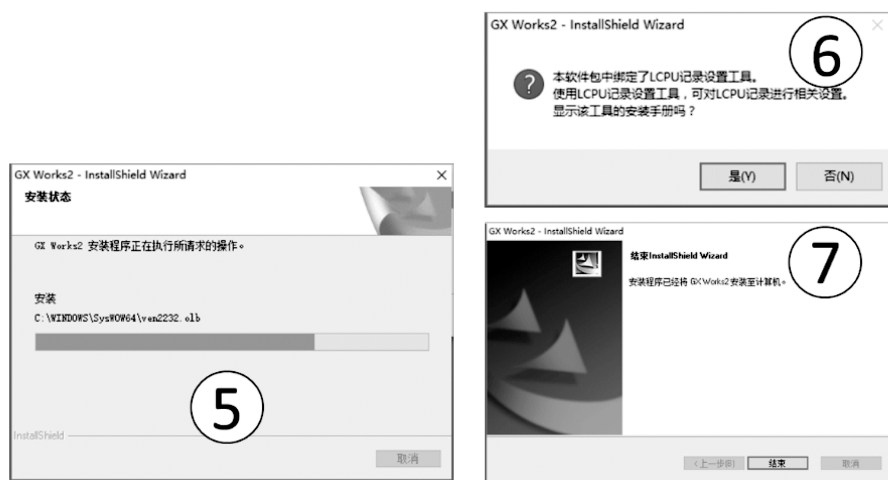 GX Works2 - InstallShield Wizard
安装状态
GX Works2 安装程序正在执行所请求的操作。
安装
C:\WINDOWS\SysWOW64\ven2232.olb
5
InstallShield
取消
GX Works2 - InstallShield Wizard
6
本软件包中绑定了LCPU记录设置工具。
使用LCPU记录设置工具，可对LCPU记录进行相关设置。
显示该工具的安装手册吗？
是(Y)
否(N)
GX Works2 - InstallShield Wizard
7
结束InstallShield Wizard
安装程序已经将 GX Works2 安装至计算机。
<上一步(B)
结束
取消